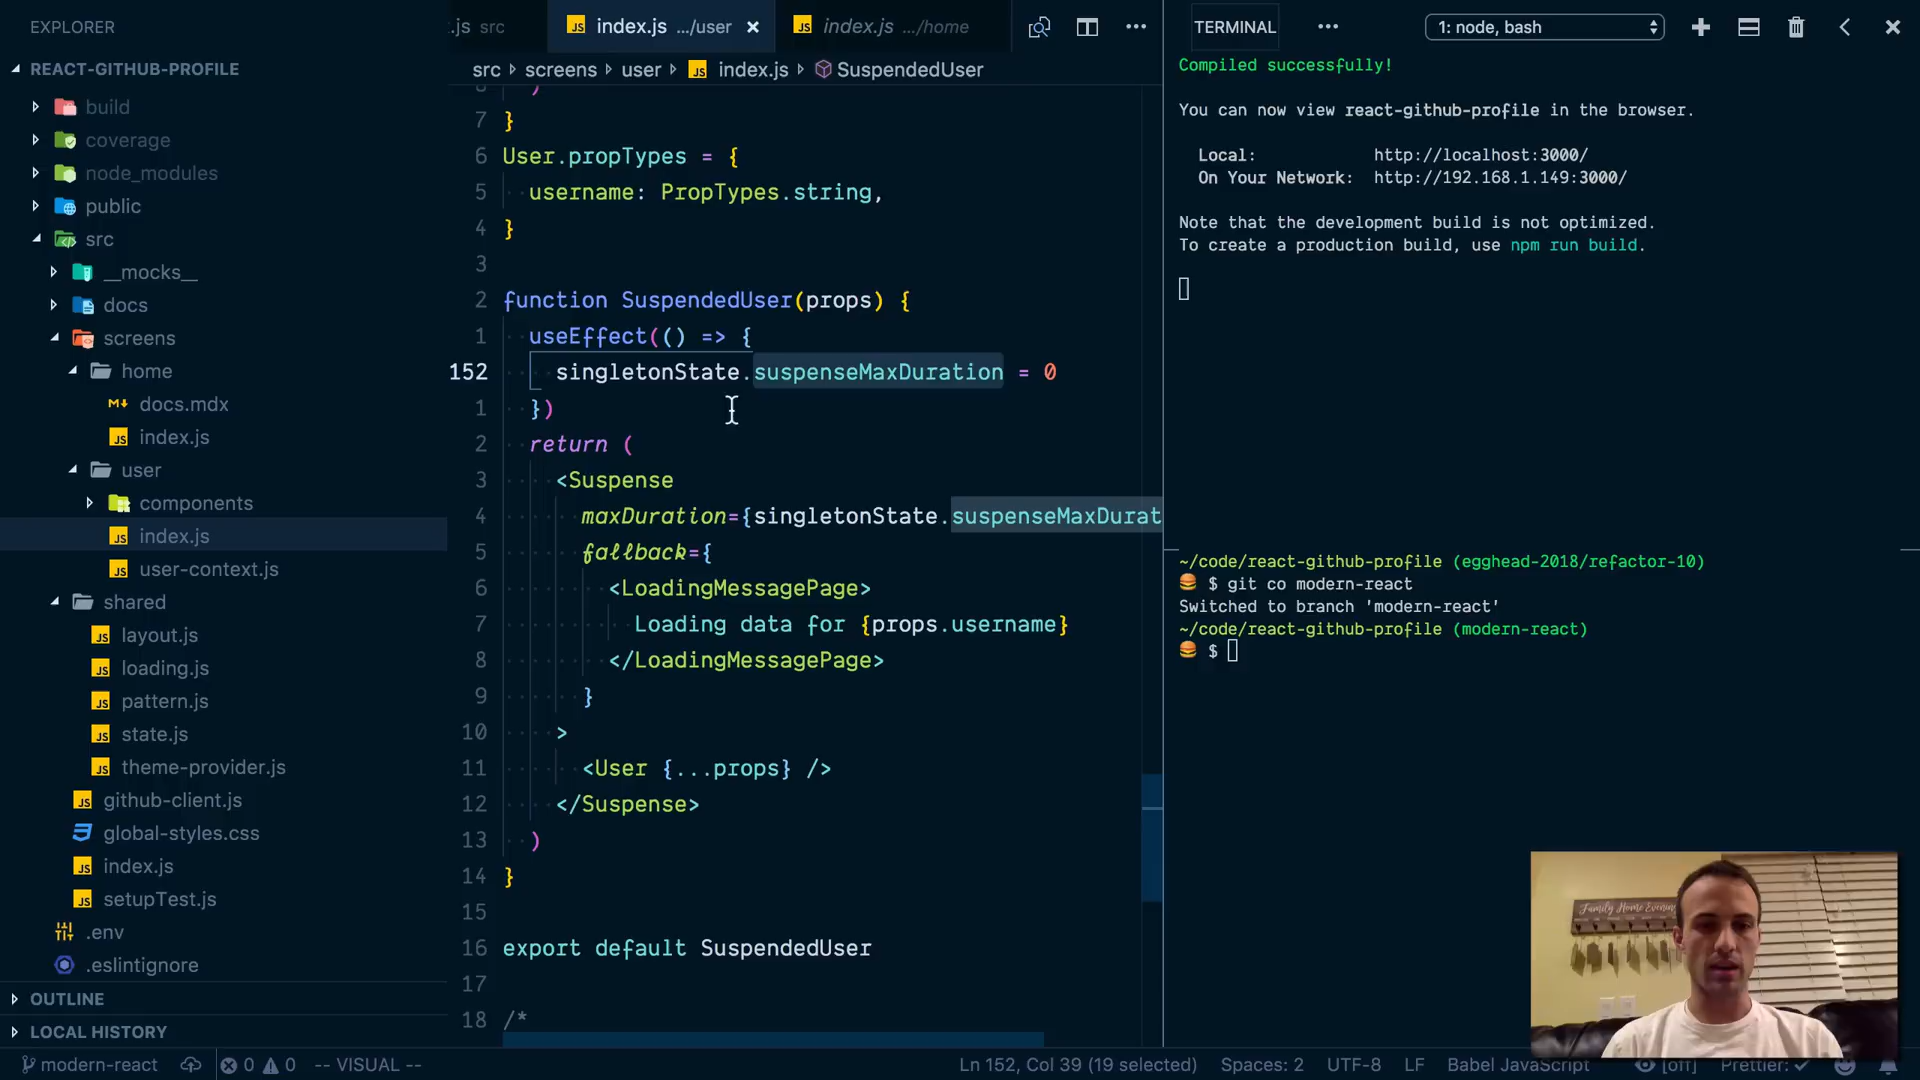 EXPLORER
REACT-GITHUB-PROFILE
build
coverage
node_modules
public
src
__mocks__
docs
screens
home
docs.mdx
index.js
user
components
index.js
user-context.js
shared
layout.js
loading.js
pattern.js
state.js
theme-provider.js
github-client.js
global-styles.css
index.js
setupTest.js
.env
.eslintignore
OUTLINE
LOCAL HISTORY
.js src
JS index.js .../user
JS index.js .../home
src screens user JS index.js SuspendedUser
)
7 }
6 User.propTypes = {
5 username: PropTypes.string,
4 }
3
2 function SuspendedUser(props) {
1 useEffect(() => {
152 singletonState.suspenseMaxDuration = 0
1 })
2 return (
3 <Suspense
4 maxDuration={singletonState.suspenseMaxDurat
5 fallback={
6 <LoadingMessagePage>
7 Loading data for {props.username}
8 </LoadingMessagePage>
9 }
10 >
11 <User {...props} />
12 </Suspense>
13 )
14 }
15
16 export default SuspendedUser
17
18 /*
TERMINAL
1: node, bash
Compiled successfully!
You can now view react-github-profile in the browser.
Local: http://localhost:3000/
On Your Network: http://192.168.1.149:3000/
Note that the development build is not optimized.
To create a production build, use npm run build.
~/code/react-github-profile (egghead-2018/refactor-10)
$ git co modern-react
Switched to branch 'modern-react'
~/code/react-github-profile (modern-react)
$
Family Home Evening
modern-react 0 0 -- VISUAL --
Ln 152, Col 39 (19 selected) Spaces: 2 UTF-8 LF Babel JavaScript [off] Prettier: ✓